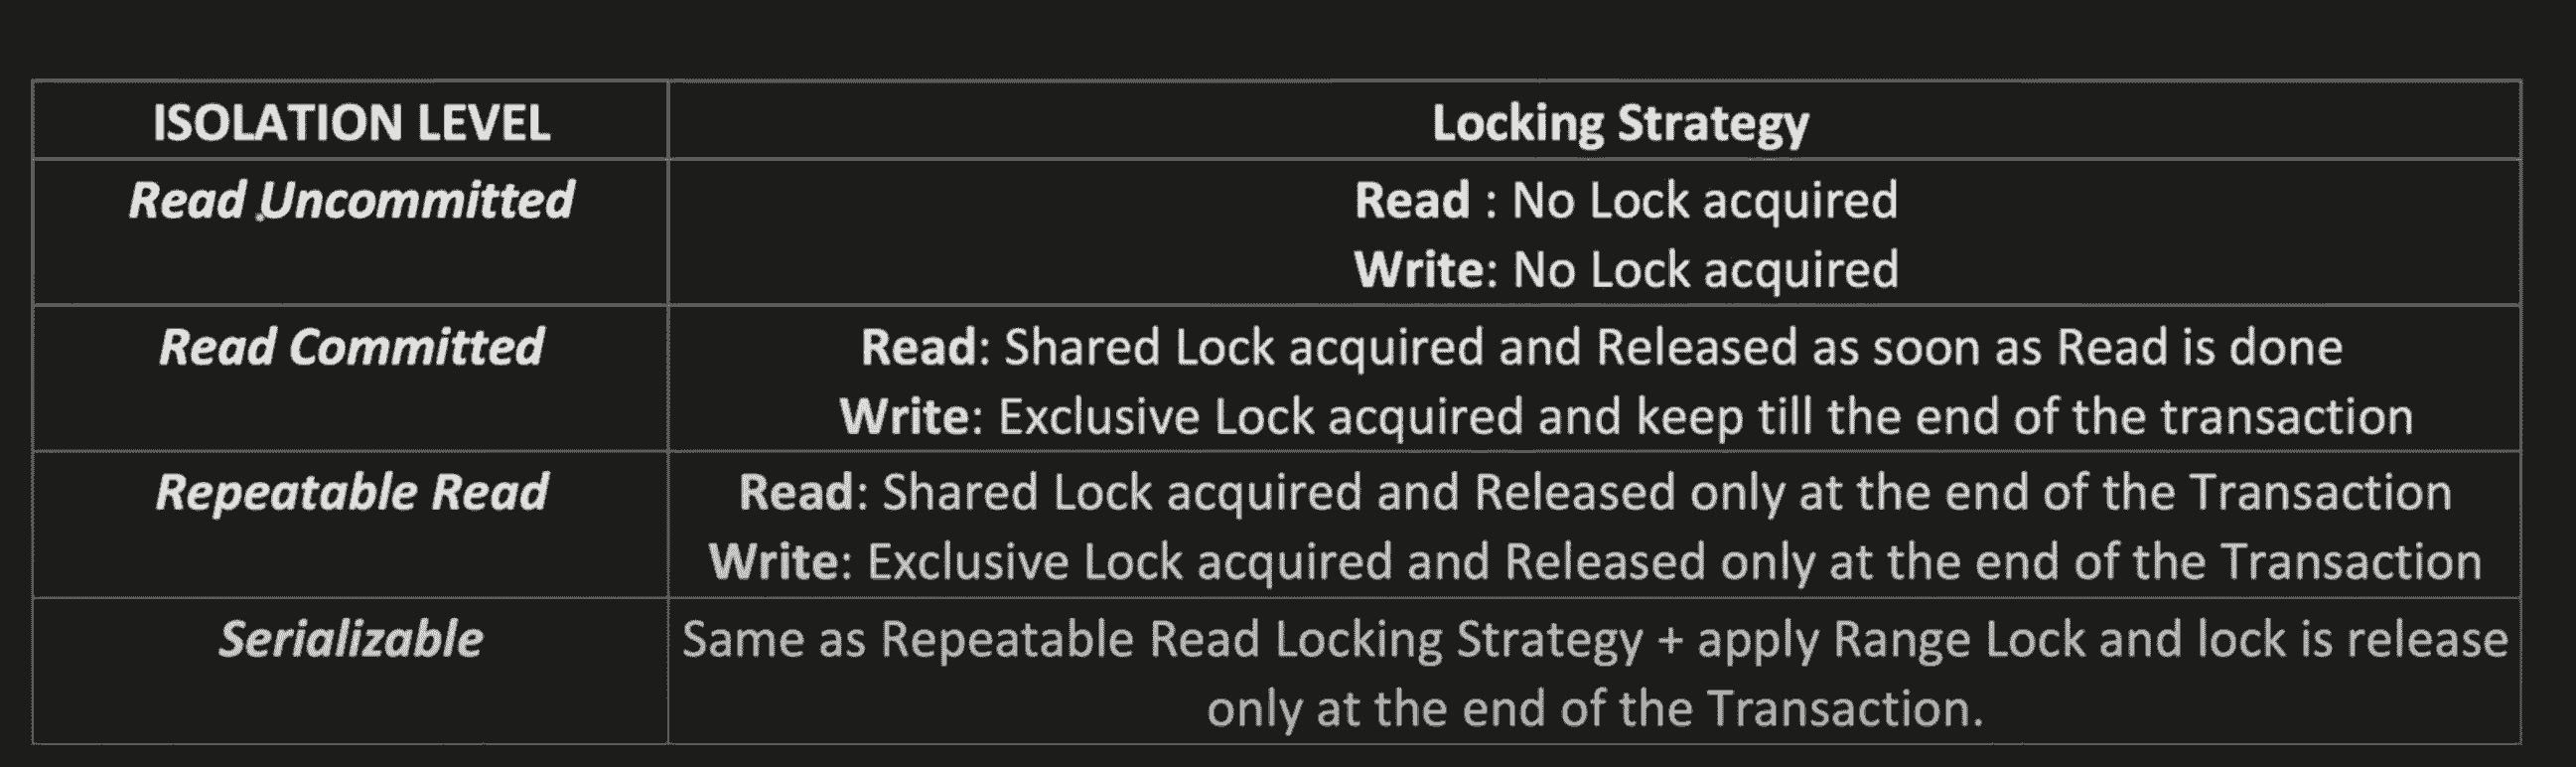 ISOLATION LEVEL
Locking Strategy
Read Uncommitted
Read : No Lock acquired
Write: No Lock acquired
Read Committed
Read: Shared Lock acquired and Released as soon as Read is done
Write: Exclusive Lock acquired and keep till the end of the transaction
Repeatable Read
Read: Shared Lock acquired and Released only at the end of the Transaction
Write: Exclusive Lock acquired and Released only at the end of the Transaction
Serializable
Same as Repeatable Read Locking Strategy + apply Range Lock and lock is release
only at the end of the Transaction.